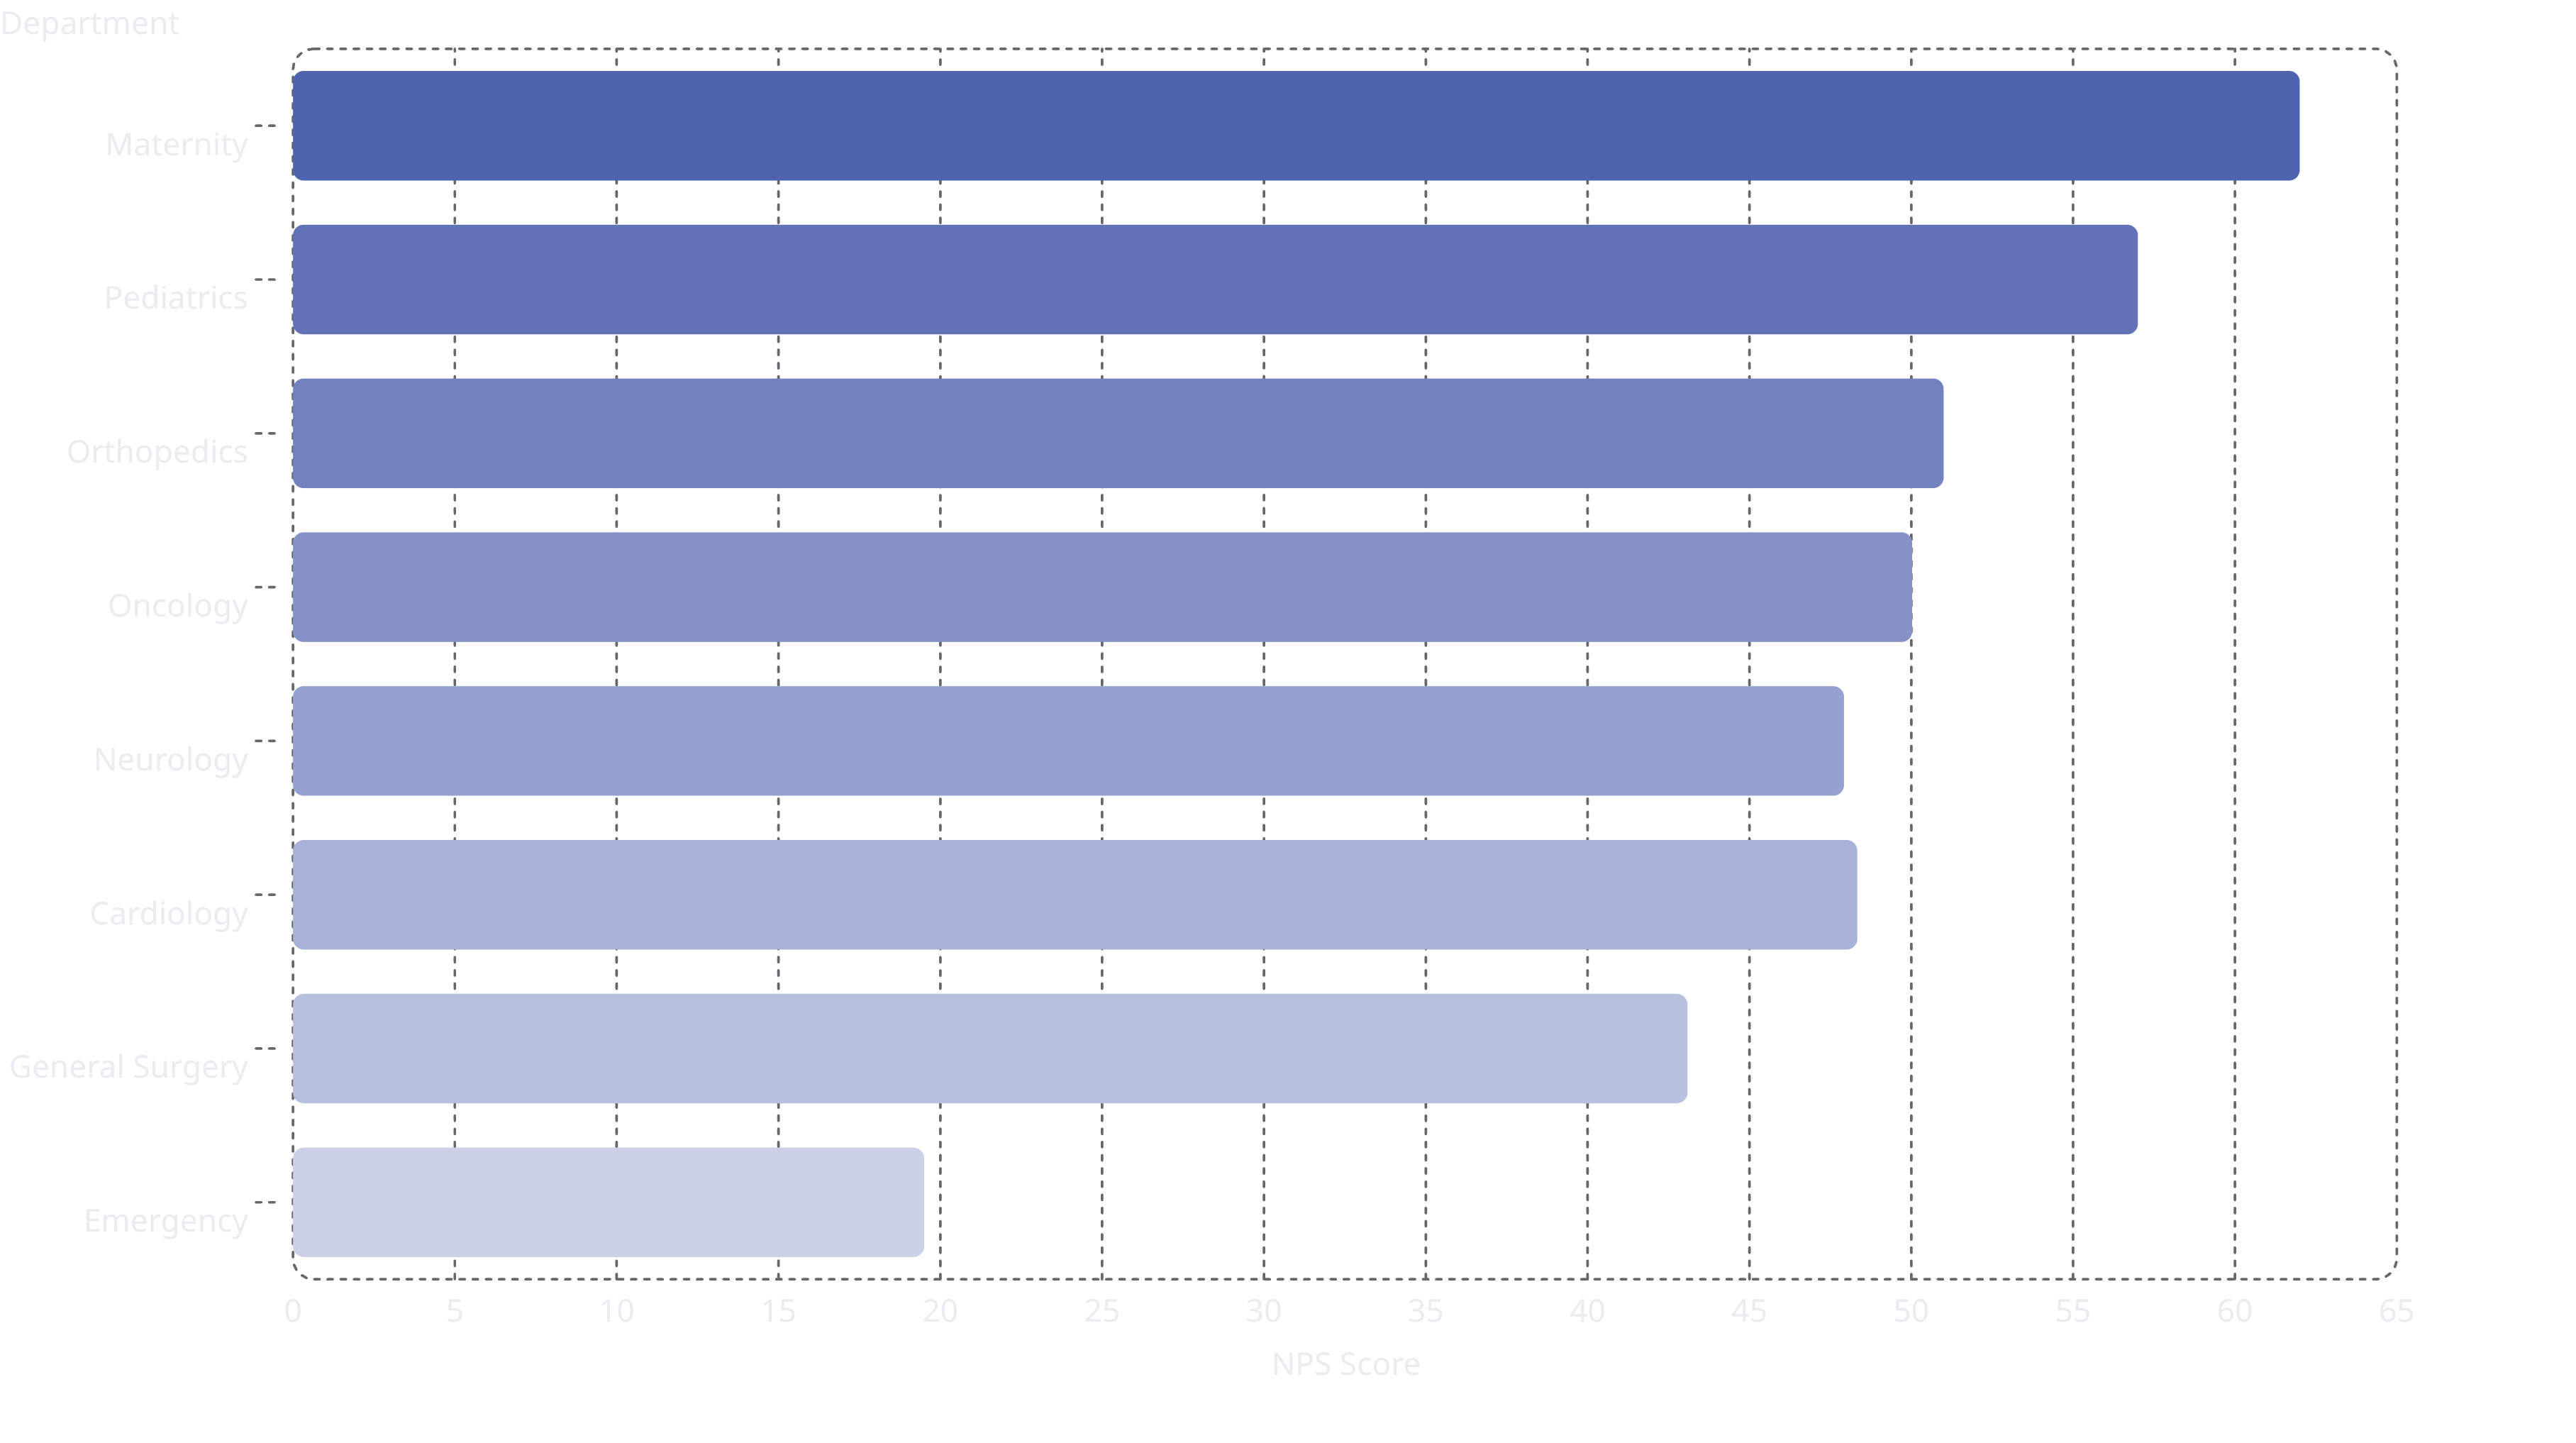 Department
Maternity
Pediatrics
Orthopedics
Oncology
Neurology
Cardiology
General Surgery
Emergency
0 5 10 15 20 25 30 35 40 45 50 55 60 65
NPS Score